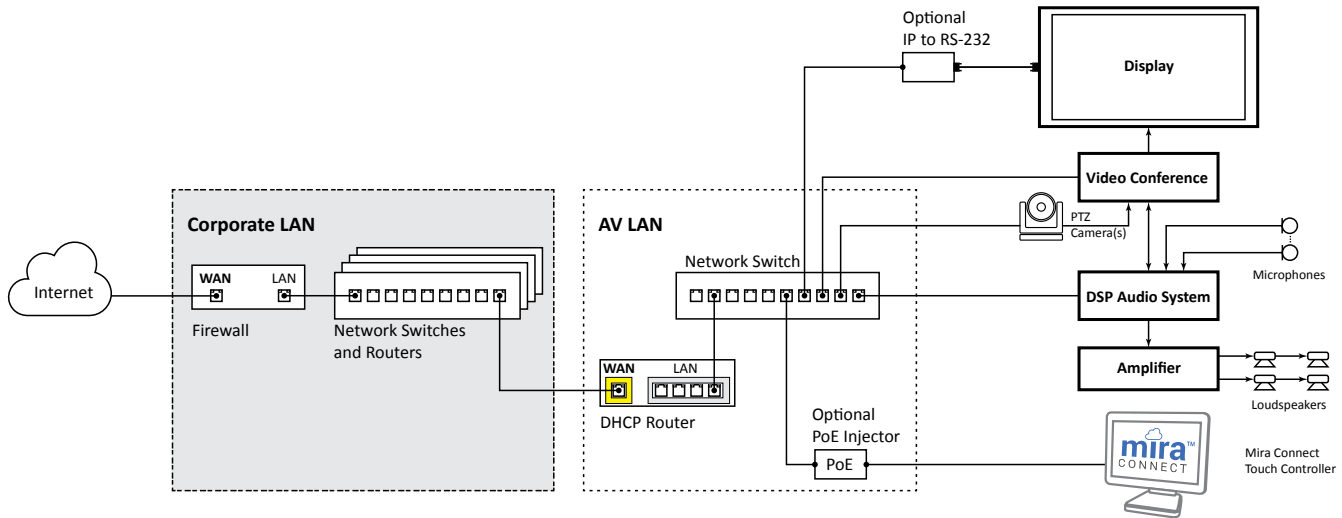 Optional
IP to RS-232
Display
Video Conference
PTZ
Camera(s)
Corporate LAN
AV LAN
Network Switch
Microphones
WAN
LAN
Internet
DSP Audio System
Firewall
Network Switches
and Routers
WAN
LAN
Amplifier
Loudspeakers
DHCP Router
Optional
PoE Injector
PoE
mira™
CONNECT
Mira Connect
Touch Controller